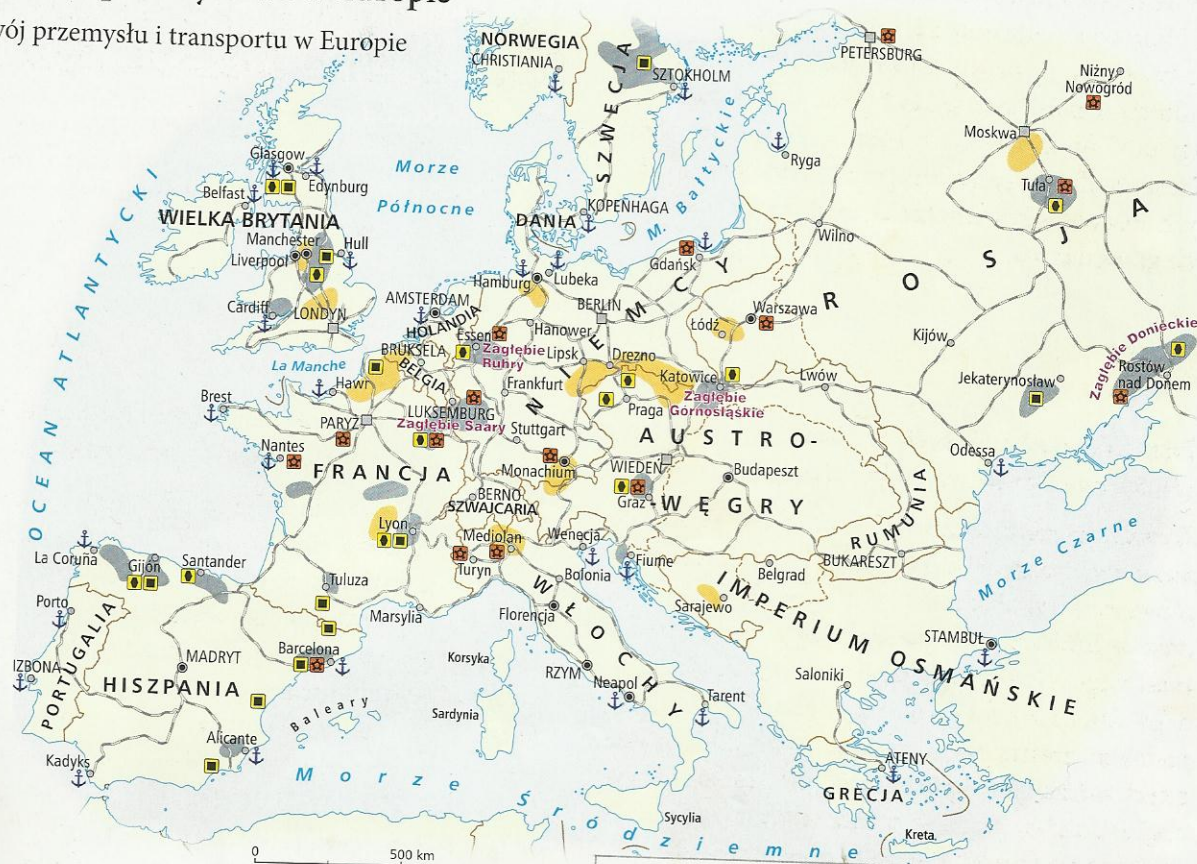 wój przemysłu i transportu w Europie
NORWEGIA
CHRISTIANIA
SZWECJA
SZTOKHOLM
PETERSBURG
Niżny
Nowogród
Moskwa
Tuła
Ryga
Morze
Północne
M. Bałtyckie
DANIA
KOPENHAGA
Glasgow
Edynburg
Belfast
WIELKA BRYTANIA
Manchester
Hull
Liverpool
Cardiff
LONDYN
OCEAN ATLANTYCKI
Wilno
ROSJA
Gdańsk
Lubeka
Hamburg
AMSTERDAM
HOLANDIA
BERLIN
NIEMCY
Warszawa
Łódź
Hanower
Essen
Zagłębie
Ruhry
BRUKSELA
BELGIA
Lipsk
Drezno
Kijów
Zagłębie Donieckie
Rostów
nad Donem
Jekaterynosław
La Manche
Hawr
Frankfurt
Katowice
Zagłębie
Górnośląskie
Lwów
Praga
Brest
PARYŻ
LUKSEMBURG
Zagłębie Saary
Stuttgart
Nantes
FRANCJA
Monachium
AUSTRO-
-WĘGRY
WIEDEŃ
Budapeszt
Graz
Odessa
BERNO
SZWAJCARIA
Lyon
Mediolan
Wenecja
Turyn
Fiume
RUMUNIA
BUKARESZT
Morze Czarne
La Coruña
Gijón
Santander
Tuluza
Bolonia
Belgrad
Sarajewo
IMPERIUM OSMAŃSKIE
Porto
PORTUGALIA
Marsylia
Florencja
WŁOCHY
STAMBUŁ
Barcelona
Korsyka
MADRYT
IZBONA
HISZPANIA
RZYM
Neapol
Saloniki
Baleary
Sardynia
Tarent
Alicante
Kadyks
ATENY
GRECJA
Morze Śródziemne
Sycylia
Kreta
0 500 km